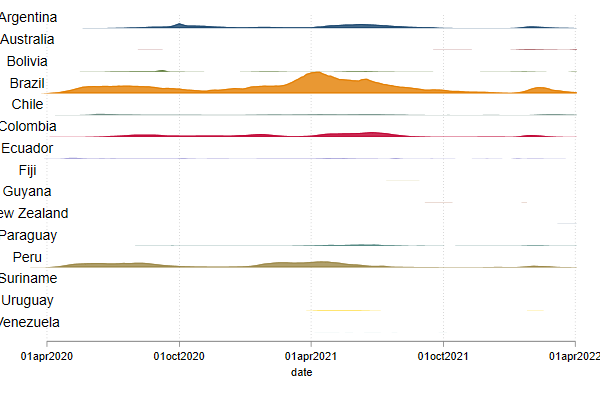 Argentina
Australia
Bolivia
Brazil
Chile
Colombia
Ecuador
Fiji
Guyana
ew Zealand
Paraguay
Peru
Suriname
Uruguay
Venezuela
01apr2020 01oct2020 01apr2021 01oct2021 01apr2022
date